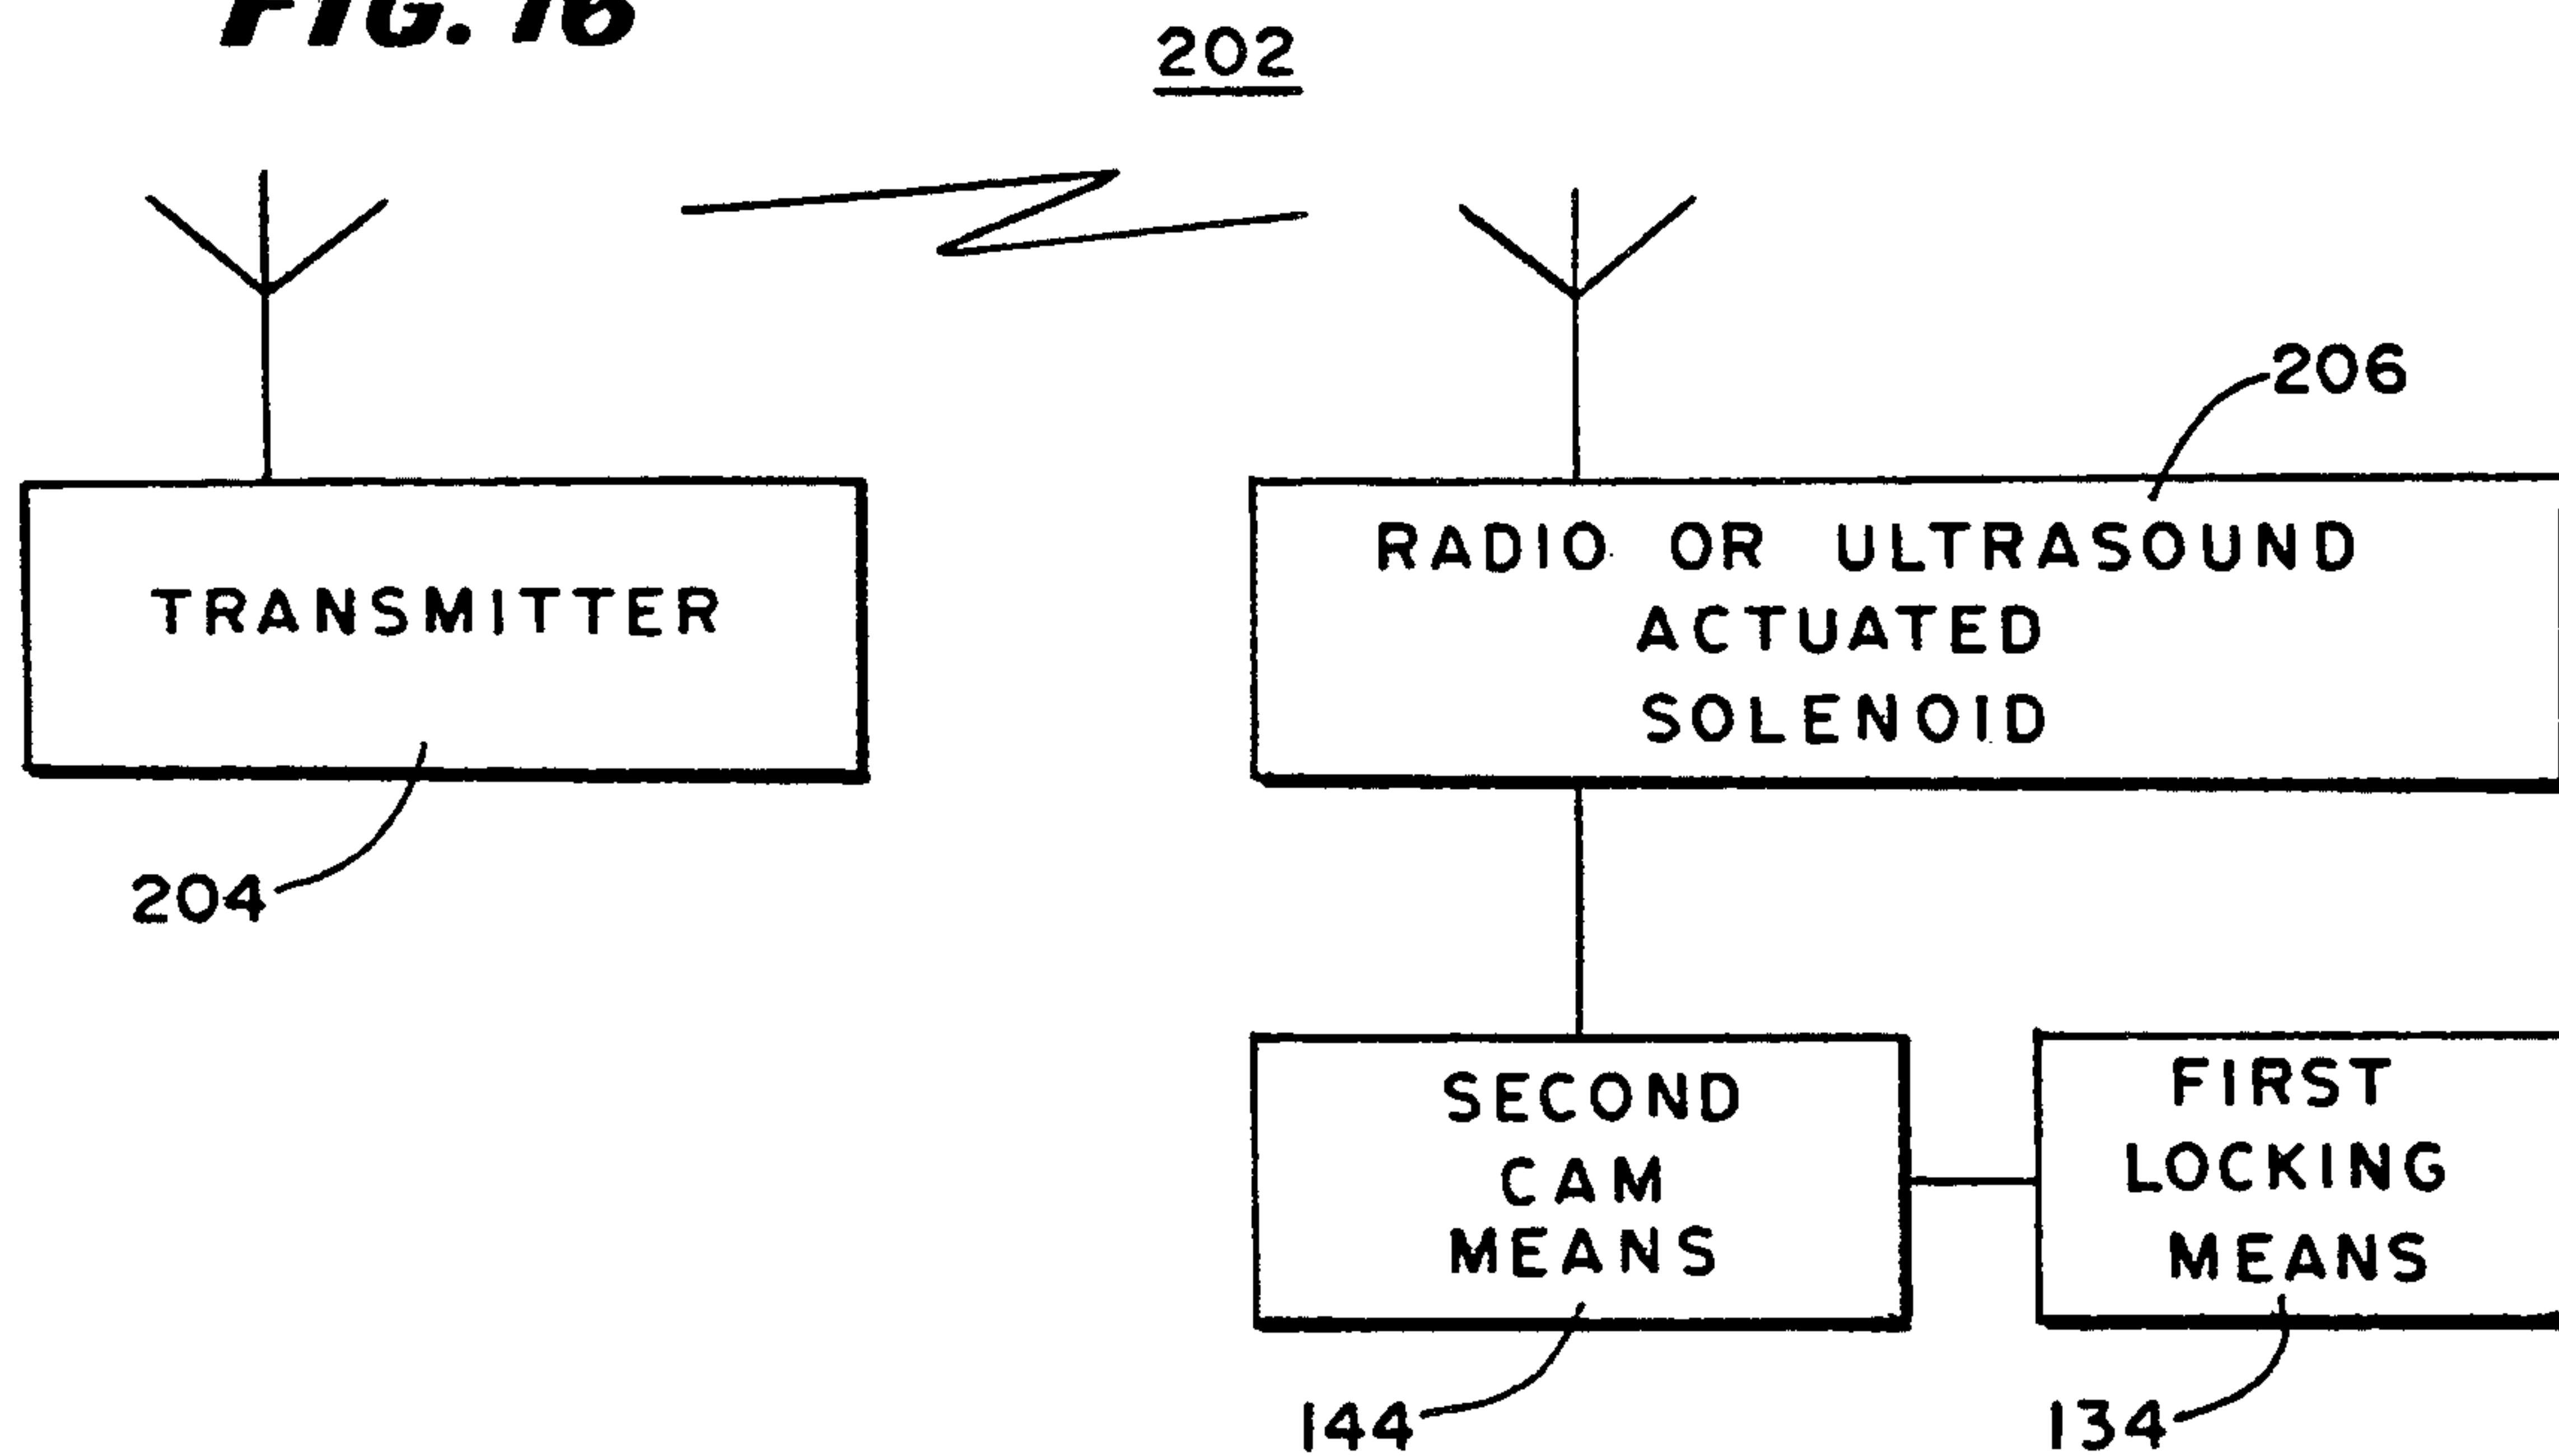 FIG. 16
202
206
TRANSMITTER
204
RADIO OR ULTRASOUND
ACTUATED
SOLENOID
SECOND
CAM
MEANS
144
FIRST
LOCKING
MEANS
134